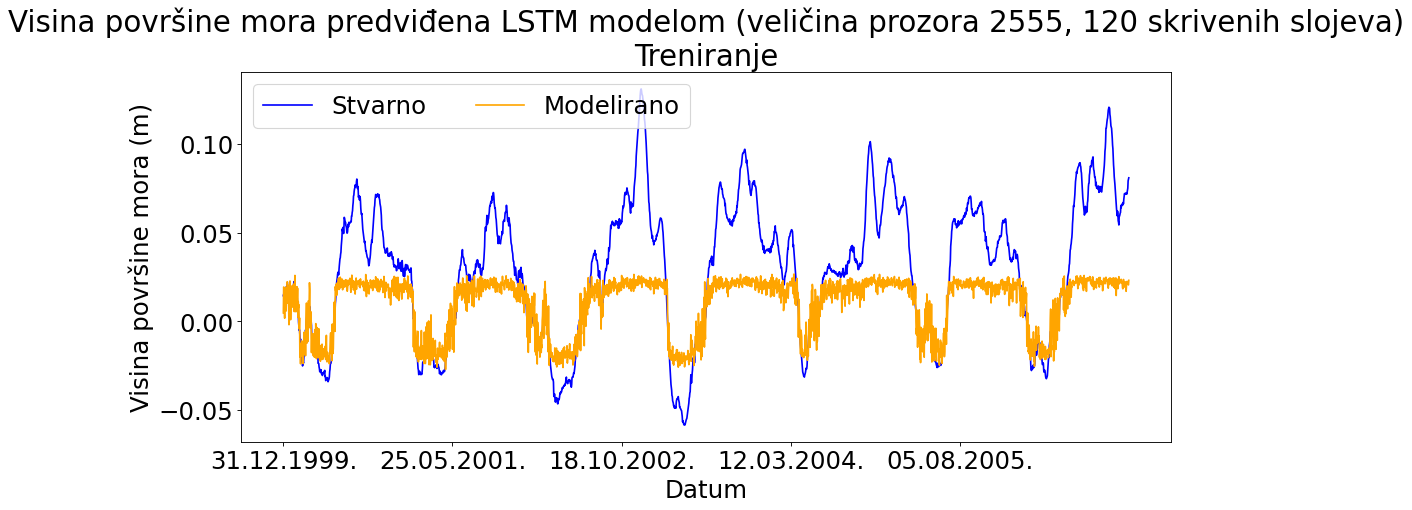 Visina površine mora predviđena LSTM modelom (veličina prozora 2555, 120 skrivenih slojeva)
Treniranje
Stvarno Modelirano
Visina površine mora (m)
0.10
0.05
0.00
−0.05
31.12.1999. 25.05.2001. 18.10.2002. 12.03.2004. 05.08.2005.
Datum